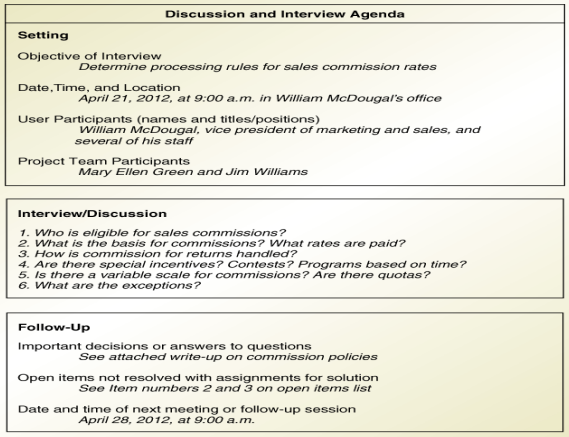 Discussion and Interview Agenda
Setting
Objective of Interview
Determine processing rules for sales commission rates
Date,Time, and Location
April 21, 2012, at 9:00 a.m. in William McDougal's office
User Participants (names and titles/positions)
William McDougal, vice president of marketing and sales, and
several of his staff
Project Team Participants
Mary Ellen Green and Jim Williams
Interview/Discussion
1. Who is eligible for sales commissions?
2. What is the basis for commissions? What rates are paid?
3. How is commission for returns handled?
4. Are there special incentives? Contests? Programs based on time?
5. Is there a variable scale for commissions? Are there quotas?
6. What are the exceptions?
Follow-Up
Important decisions or answers to questions
See attached write-up on commission policies
Open items not resolved with assignments for solution
See Item numbers 2 and 3 on open items list
Date and time of next meeting or follow-up session
April 28, 2012, at 9:00 a.m.